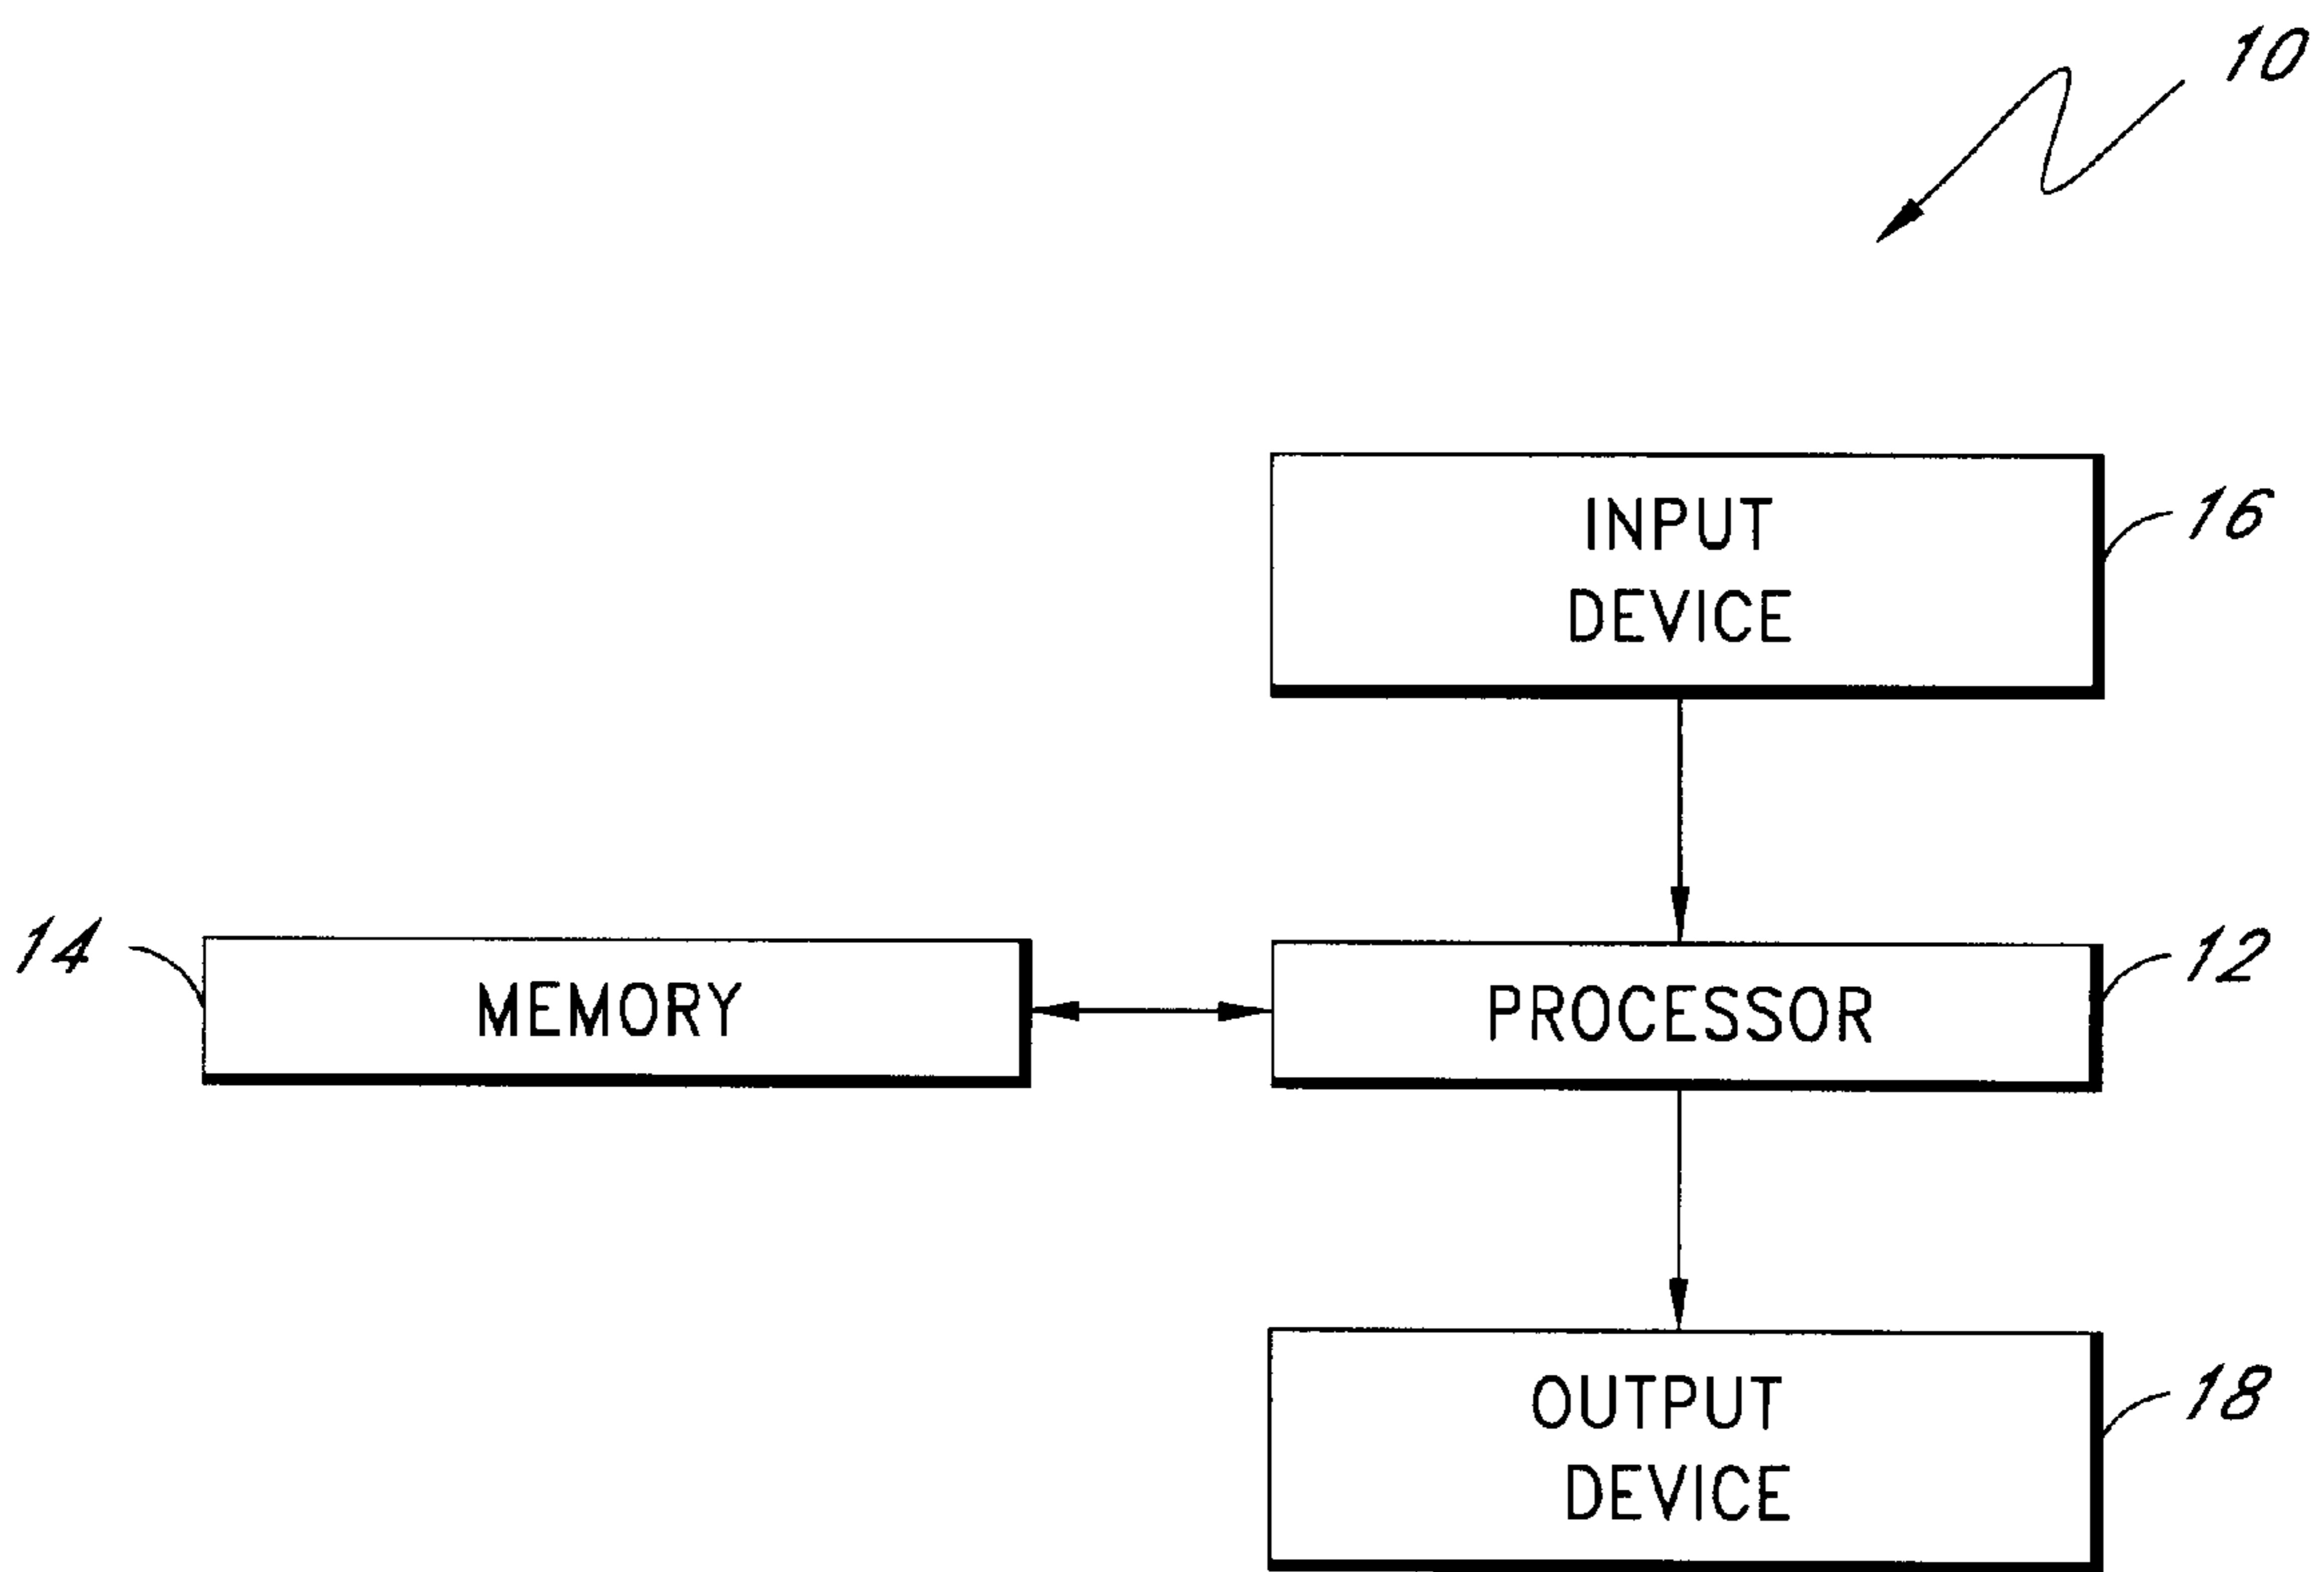 10
INPUT
DEVICE
16
14
MEMORY
PROCESSOR
12
OUTPUT
DEVICE
18